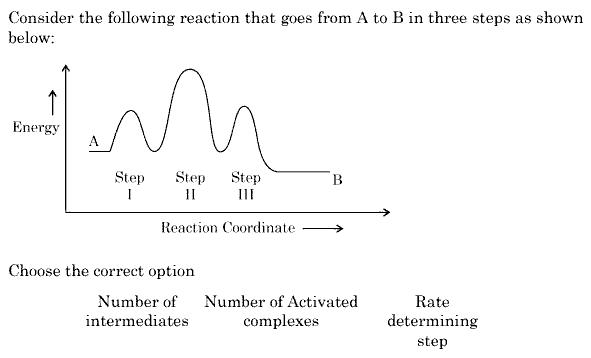 Consider the following reaction that goes from A to B in three steps as shown
below:
Energy
A
Step Step Step
I II III
B
Reaction Coordinate
Choose the correct option
Number of Number of Activated Rate
intermediates complexes determining
step